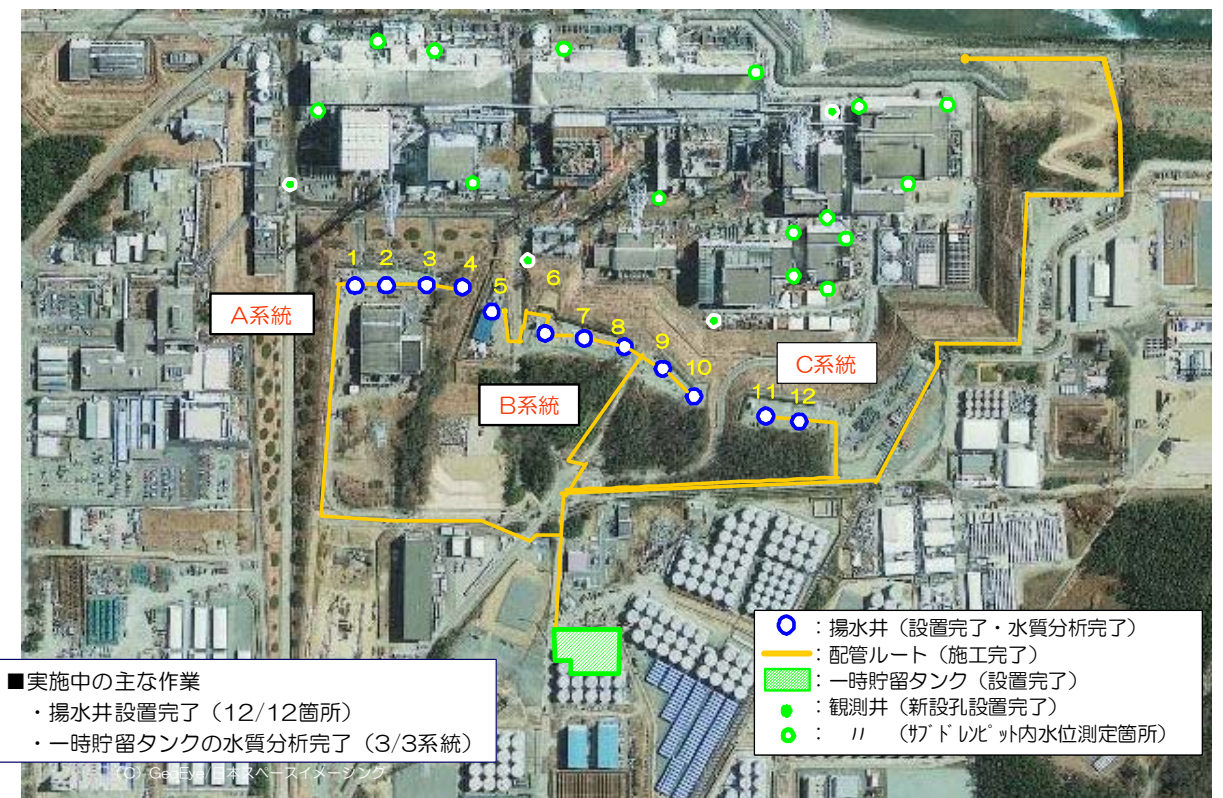 1
2
3
4
5
6
7
8
9
10
11
12
A系統
B系統
C系統
:揚水井(設置完了・水質分析完了)
:配管ルート(施工完了)
:一時貯留タンク(設置完了)
:観測井(新設孔設置完了)
: 〃 (サブドレンピット内水位測定箇所)
■実施中の主な作業
・揚水井設置完了(12/12箇所)
・一時貯留タンクの水質分析完了(3/3系統)
(C) GeoEye/日本スペースイメージング